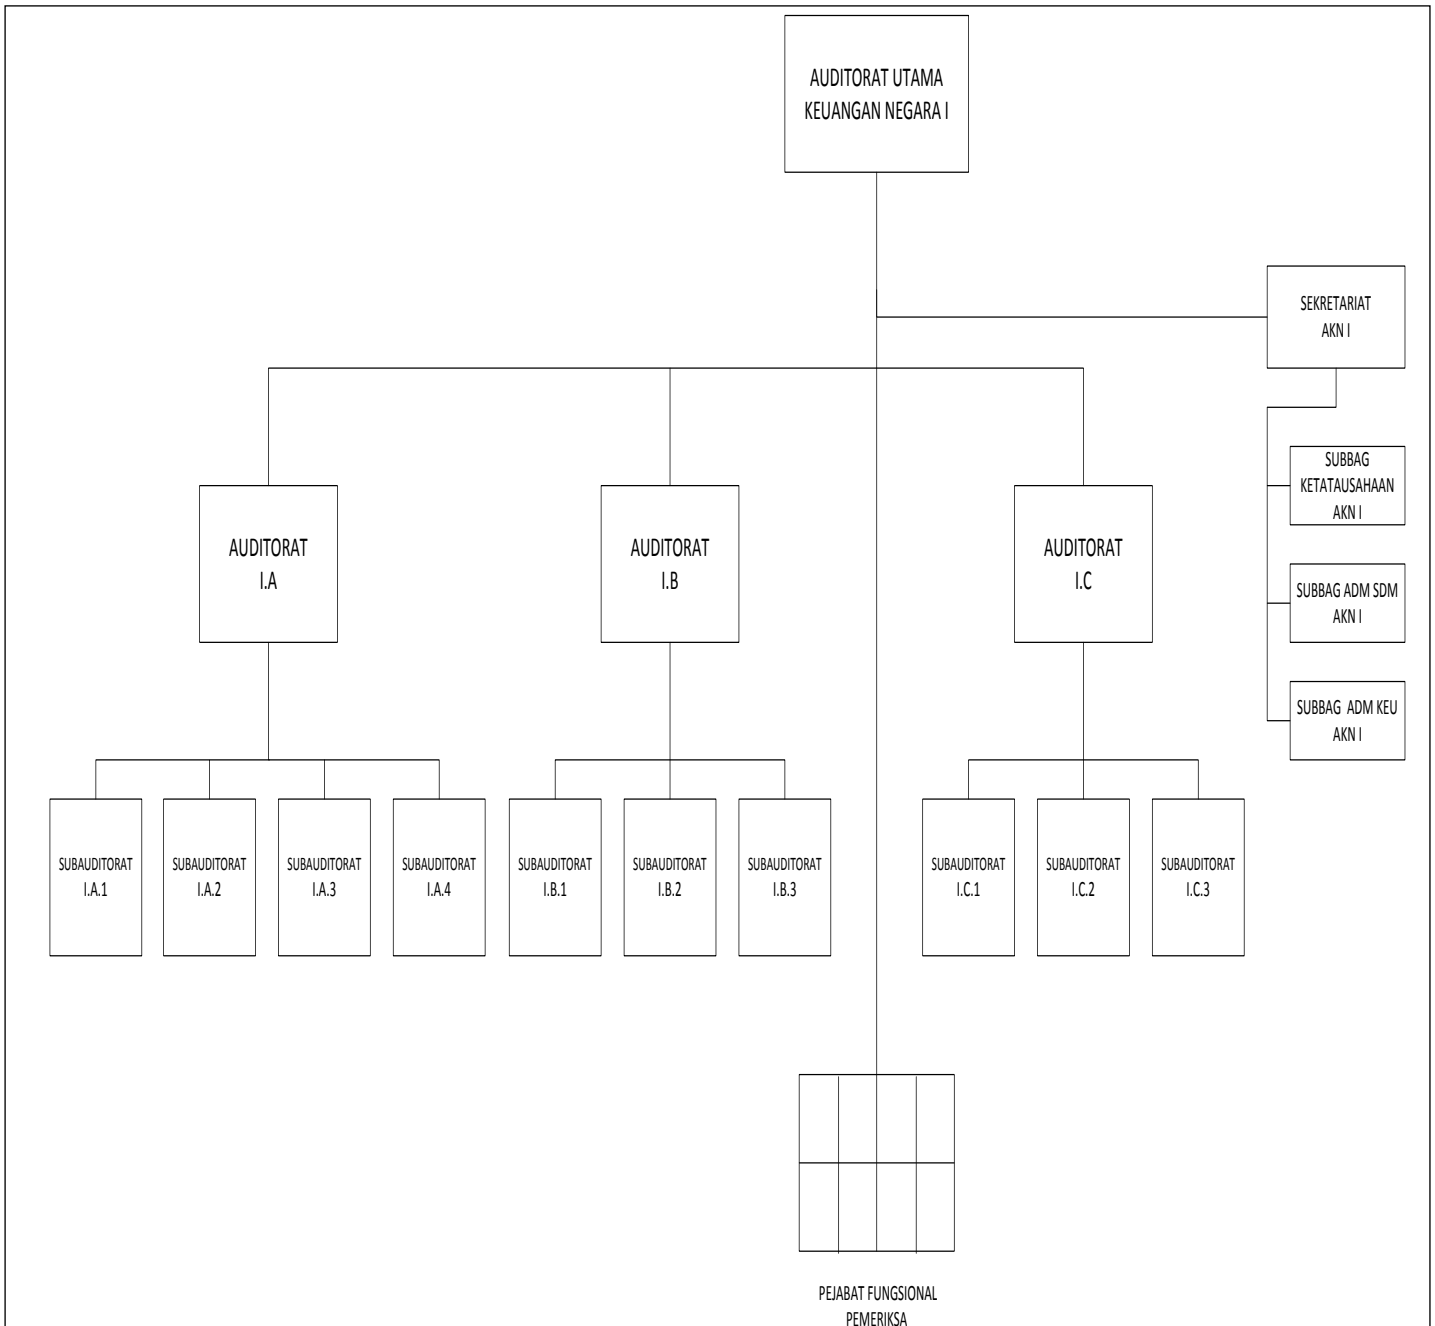 AUDITORAT UTAMA
KEUANGAN NEGARA I
SEKRETARIAT
AKN I
SUBBAG
KETATAUSAHAAN
AKN I
SUBBAG ADM SDM
AKN I
SUBBAG ADM KEU
AKN I
AUDITORAT
I.A
AUDITORAT
I.B
AUDITORAT
I.C
SUBAUDITORAT
I.A.1
SUBAUDITORAT
I.A.2
SUBAUDITORAT
I.A.3
SUBAUDITORAT
I.A.4
SUBAUDITORAT
I.B.1
SUBAUDITORAT
I.B.2
SUBAUDITORAT
I.B.3
SUBAUDITORAT
I.C.1
SUBAUDITORAT
I.C.2
SUBAUDITORAT
I.C.3
PEJABAT FUNGSIONAL
PEMERIKSA